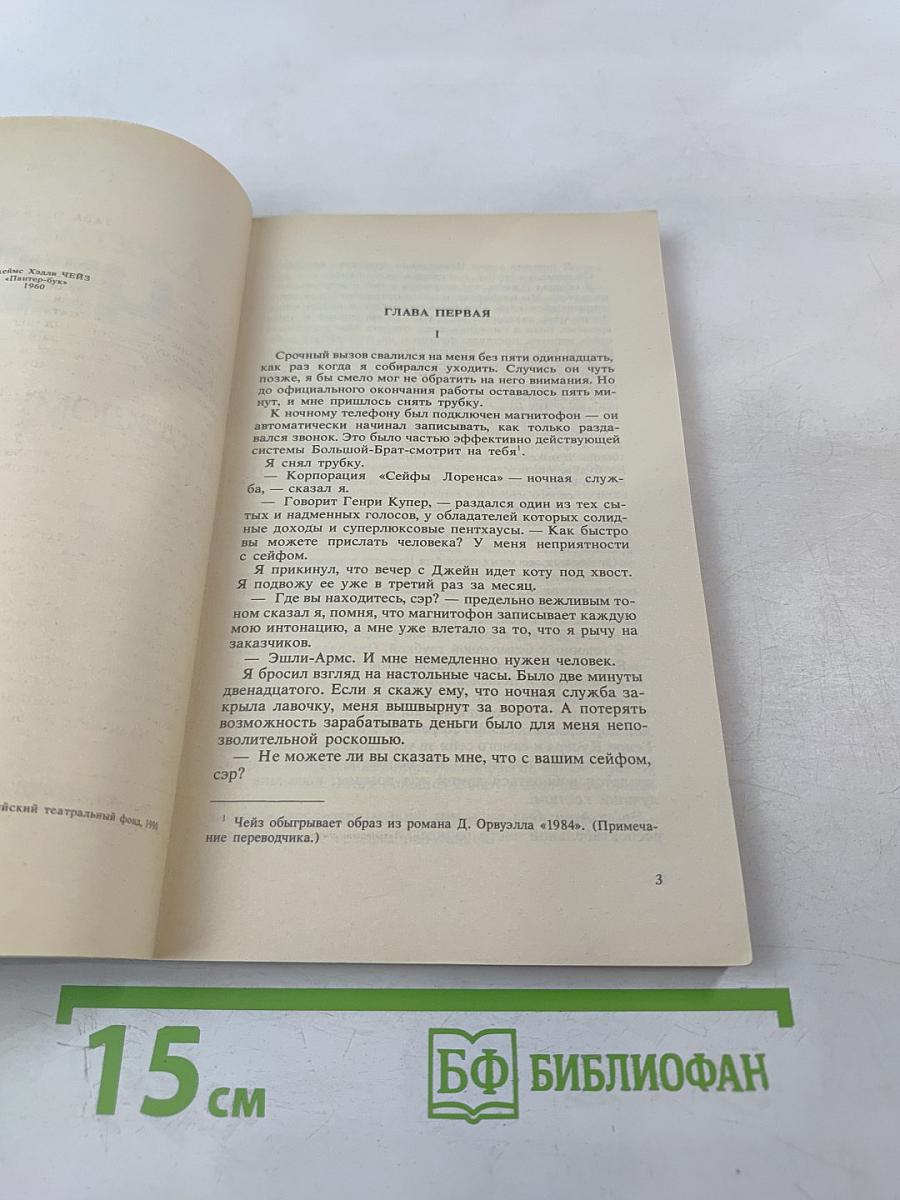 Хэдли ЧЕЙЗ
«Пантер-бук»
1960
театральный фонд, 1990
ГЛАВА ПЕРВАЯ
I
Срочный вызов свалился на меня без пяти одиннадцать,
как раз когда я собирался уходить. Случись он чуть
позже, я бы смело мог не обратить на него внимания. Но
до официального окончания работы оставалось пять ми-
нут, и мне пришлось снять трубку.
К ночному телефону был подключен магнитофон — он
автоматически начинал записывать, как только разда-
вался звонок. Это было частью эффективно действующей
системы Большой-Брат-смотрит на тебя¹.
Я снял трубку.
— Корпорация «Сейфы Лоренса» — ночная служ-
ба, — сказал я.
— Говорит Генри Купер, — раздался один из тех сы-
тых и надменных голосов, у обладателей которых солид-
ные доходы и суперлюксовые пентхаусы. — Как быстро
вы можете прислать человека? У меня неприятности
с сейфом.
Я прикинул, что вечер с Джейн идет коту под хвост.
Я подвожу ее уже в третий раз за месяц.
— Где вы находитесь, сэр? — предельно вежливым то-
ном сказал я, помня, что магнитофон записывает каждую
мою интонацию, а мне уже влетало за то, что я рычу на
заказчиков.
— Эшли-Армс. И мне немедленно нужен человек.
Я бросил взгляд на настольные часы. Было две минуты
двенадцатого. Если я скажу ему, что ночная служба за-
крыла лавочку, меня вышвырнут за ворота. А потерять
возможность зарабатывать деньги было для меня непо-
зволительной роскошью.
— Не можете ли вы сказать мне, что с вашим сейфом,
сэр?
¹ Чейз обыгрывает образ из романа Д. Орвуэлла «1984». (Примеча-
ние переводчика.)
3
15 см
БФ БИБЛИОФАН